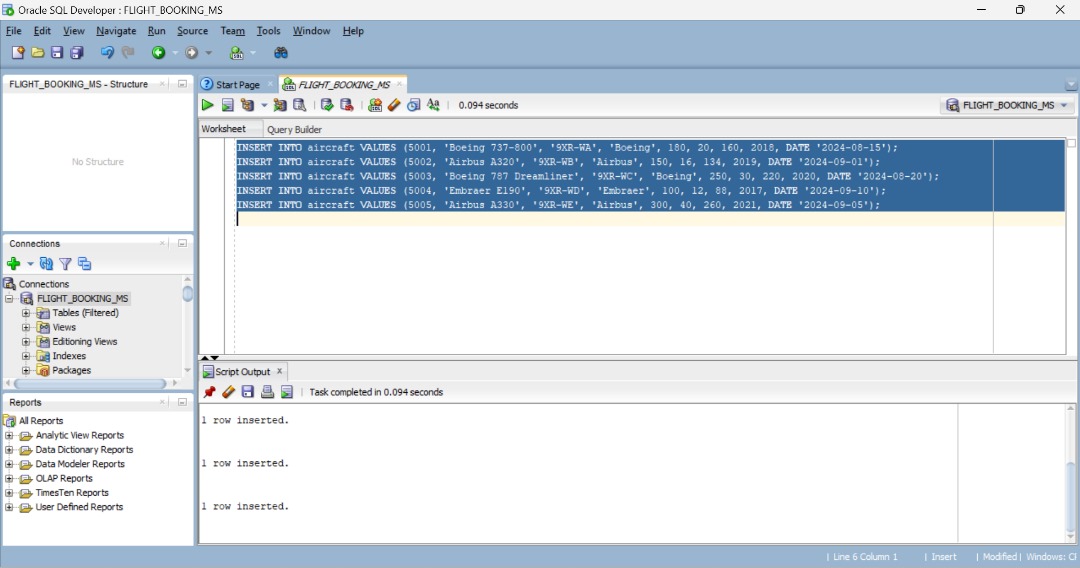 Oracle SQL Developer : FLIGHT_BOOKING_MS
File Edit View Navigate Run Source Team Tools Window Help
FLIGHT_BOOKING_MS - Structure
No Structure
Connections
Connections
FLIGHT_BOOKING_MS
Tables (Filtered)
Views
Editioning Views
Indexes
Packages
Reports
All Reports
Analytic View Reports
Data Dictionary Reports
Data Modeler Reports
OLAP Reports
TimesTen Reports
User Defined Reports
Start Page FLIGHT_BOOKING_MS
0.094 seconds FLIGHT_BOOKING_MS
Worksheet Query Builder
INSERT INTO aircraft VALUES (5001, 'Boeing 737-800', '9XR-WA', 'Boeing', 180, 20, 160, 2018, DATE '2024-08-15');
INSERT INTO aircraft VALUES (5002, 'Airbus A320', '9XR-WB', 'Airbus', 150, 16, 134, 2019, DATE '2024-09-01');
INSERT INTO aircraft VALUES (5003, 'Boeing 787 Dreamliner', '9XR-WC', 'Boeing', 250, 30, 220, 2020, DATE '2024-08-20');
INSERT INTO aircraft VALUES (5004, 'Embraer E190', '9XR-WD', 'Embraer', 100, 12, 88, 2017, DATE '2024-09-10');
INSERT INTO aircraft VALUES (5005, 'Airbus A330', '9XR-WE', 'Airbus', 300, 40, 260, 2021, DATE '2024-09-05');
Script Output
Task completed in 0.094 seconds
1 row inserted.
1 row inserted.
1 row inserted.
Line 6 Column 1 | Insert | Modified | Windows: Cl